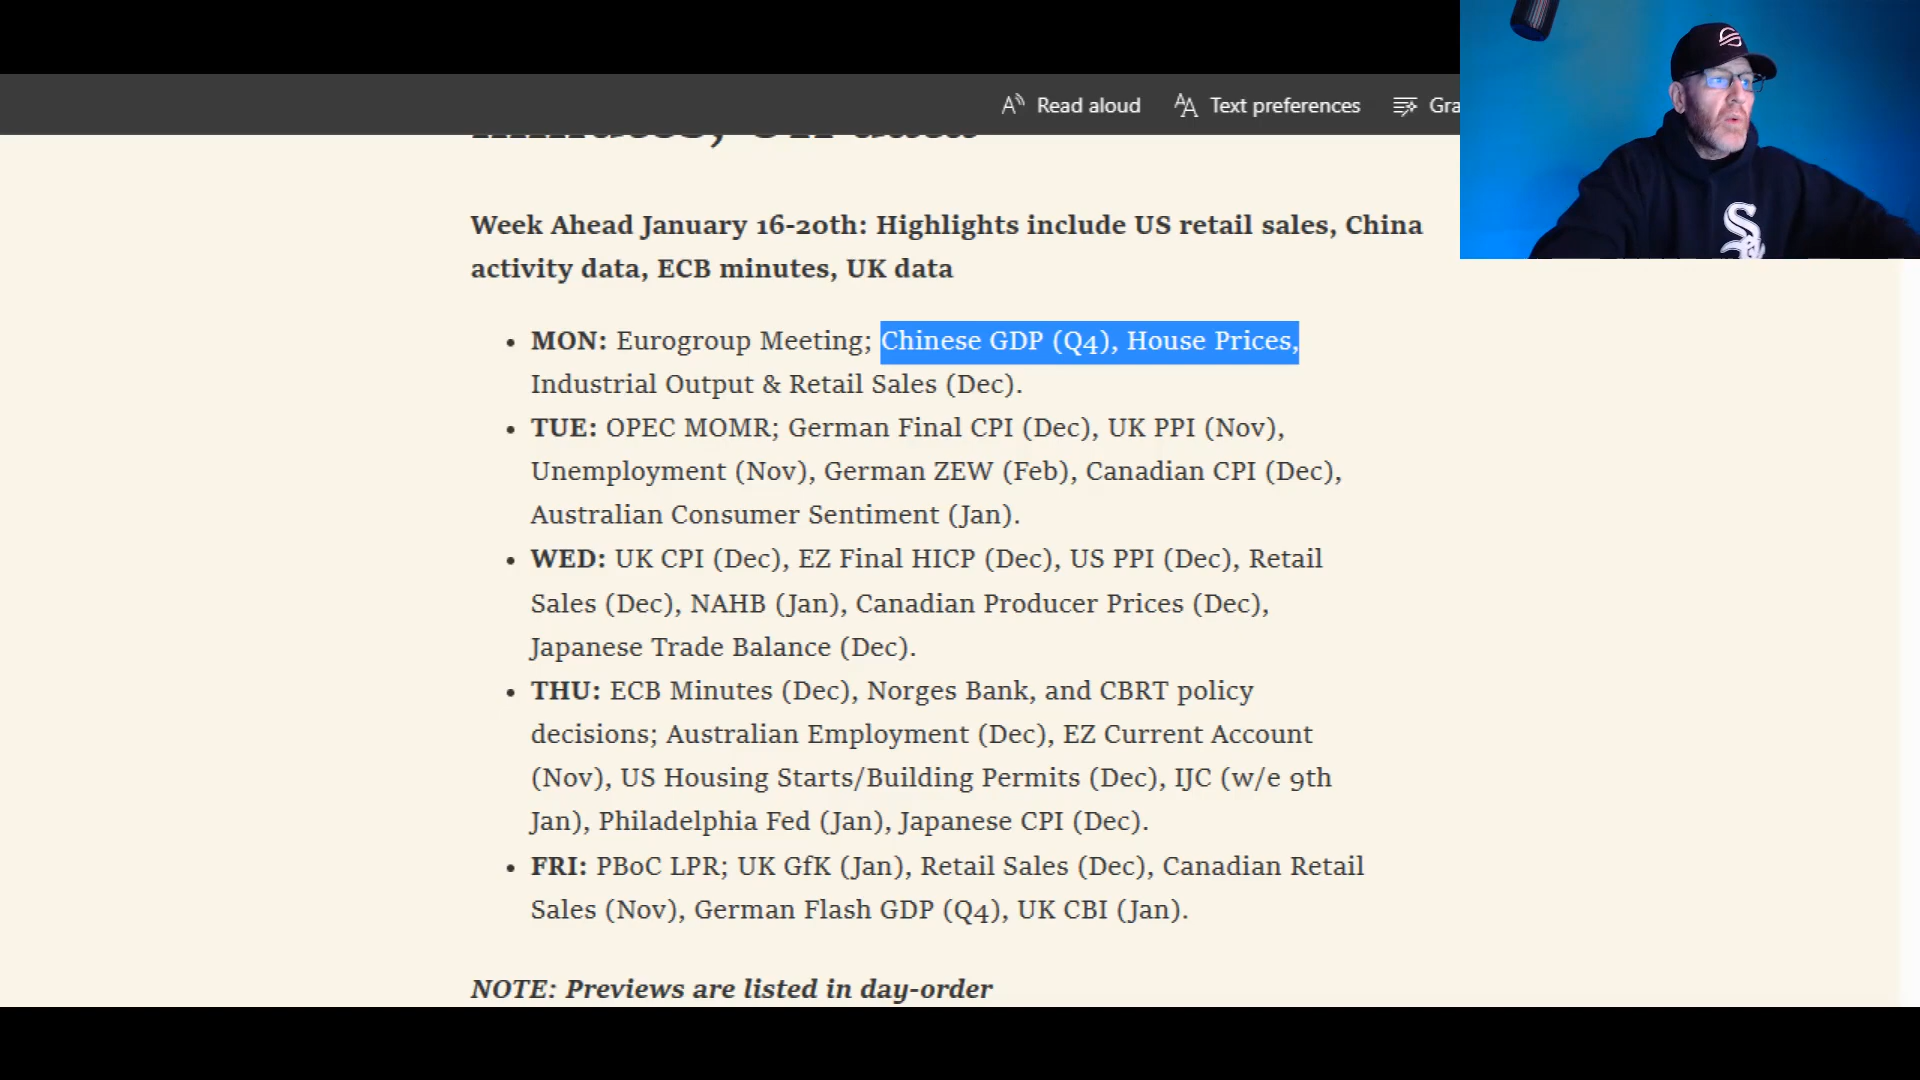 Read aloud Text preferences Gra
Week Ahead January 16-20th: Highlights include US retail sales, China
activity data, ECB minutes, UK data
• MON: Eurogroup Meeting; Chinese GDP (Q4), House Prices,
Industrial Output & Retail Sales (Dec).
• TUE: OPEC MOMR; German Final CPI (Dec), UK PPI (Nov),
Unemployment (Nov), German ZEW (Feb), Canadian CPI (Dec),
Australian Consumer Sentiment (Jan).
• WED: UK CPI (Dec), EZ Final HICP (Dec), US PPI (Dec), Retail
Sales (Dec), NAHB (Jan), Canadian Producer Prices (Dec),
Japanese Trade Balance (Dec).
• THU: ECB Minutes (Dec), Norges Bank, and CBRT policy
decisions; Australian Employment (Dec), EZ Current Account
(Nov), US Housing Starts/Building Permits (Dec), IJC (w/e 9th
Jan), Philadelphia Fed (Jan), Japanese CPI (Dec).
• FRI: PBoC LPR; UK GfK (Jan), Retail Sales (Dec), Canadian Retail
Sales (Nov), German Flash GDP (Q4), UK CBI (Jan).
NOTE: Previews are listed in day-order